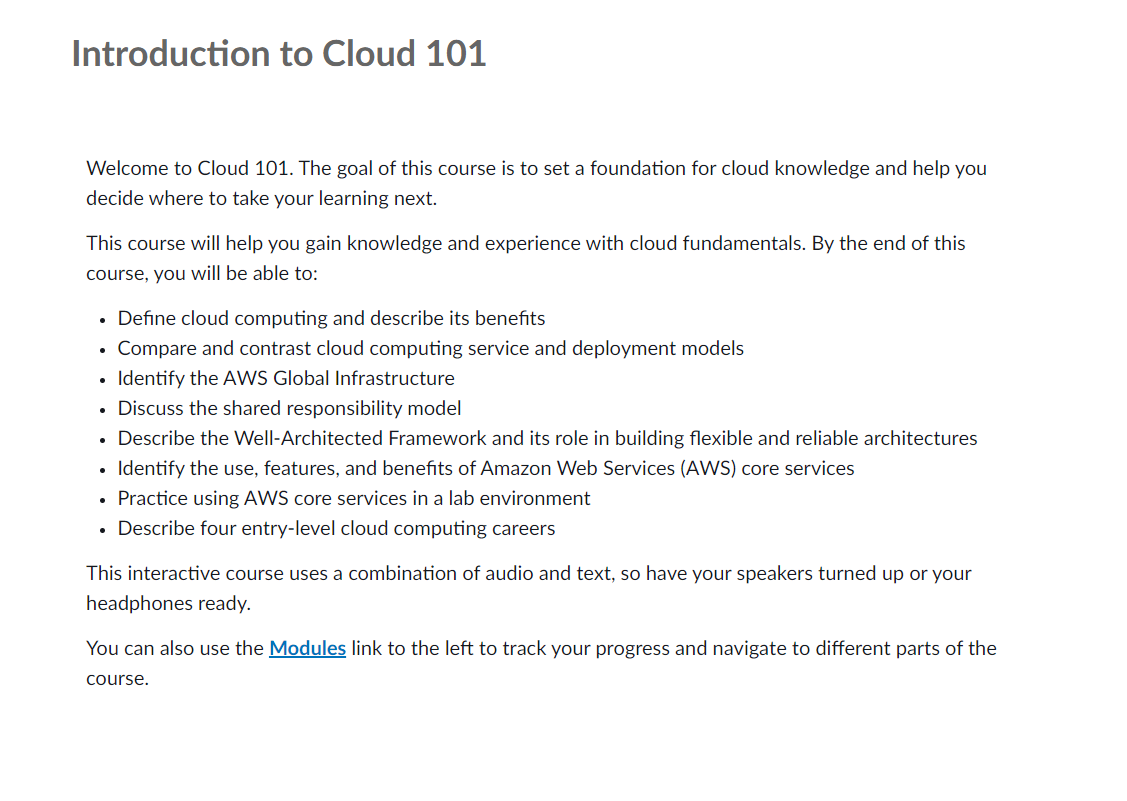 Introduction to Cloud 101
Welcome to Cloud 101. The goal of this course is to set a foundation for cloud knowledge and help you
decide where to take your learning next.
This course will help you gain knowledge and experience with cloud fundamentals. By the end of this
course, you will be able to:
• Define cloud computing and describe its benefits
• Compare and contrast cloud computing service and deployment models
• Identify the AWS Global Infrastructure
• Discuss the shared responsibility model
• Describe the Well-Architected Framework and its role in building flexible and reliable architectures
• Identify the use, features, and benefits of Amazon Web Services (AWS) core services
• Practice using AWS core services in a lab environment
• Describe four entry-level cloud computing careers
This interactive course uses a combination of audio and text, so have your speakers turned up or your
headphones ready.
You can also use the Modules link to the left to track your progress and navigate to different parts of the
course.